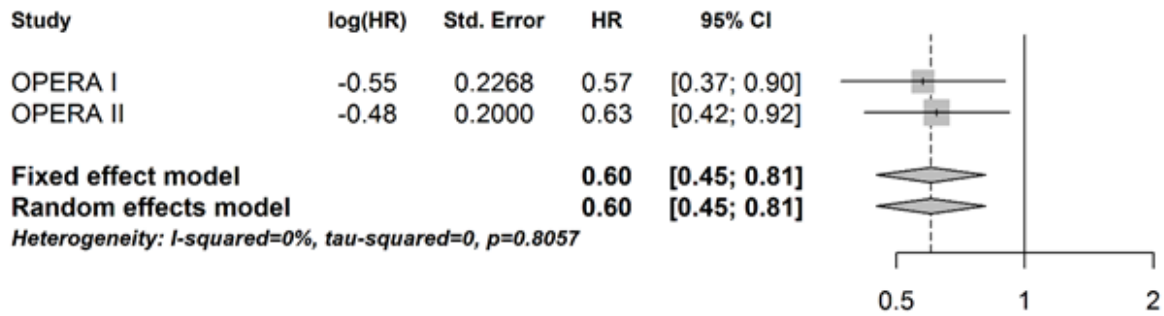 Study log(HR) Std. Error HR 95% CI
OPERA I -0.55 0.2268 0.57 [0.37; 0.90]
OPERA II -0.48 0.2000 0.63 [0.42; 0.92]
Fixed effect model 0.60 [0.45; 0.81]
Random effects model 0.60 [0.45; 0.81]
Heterogeneity: I-squared=0%, tau-squared=0, p=0.8057
0.5 1 2